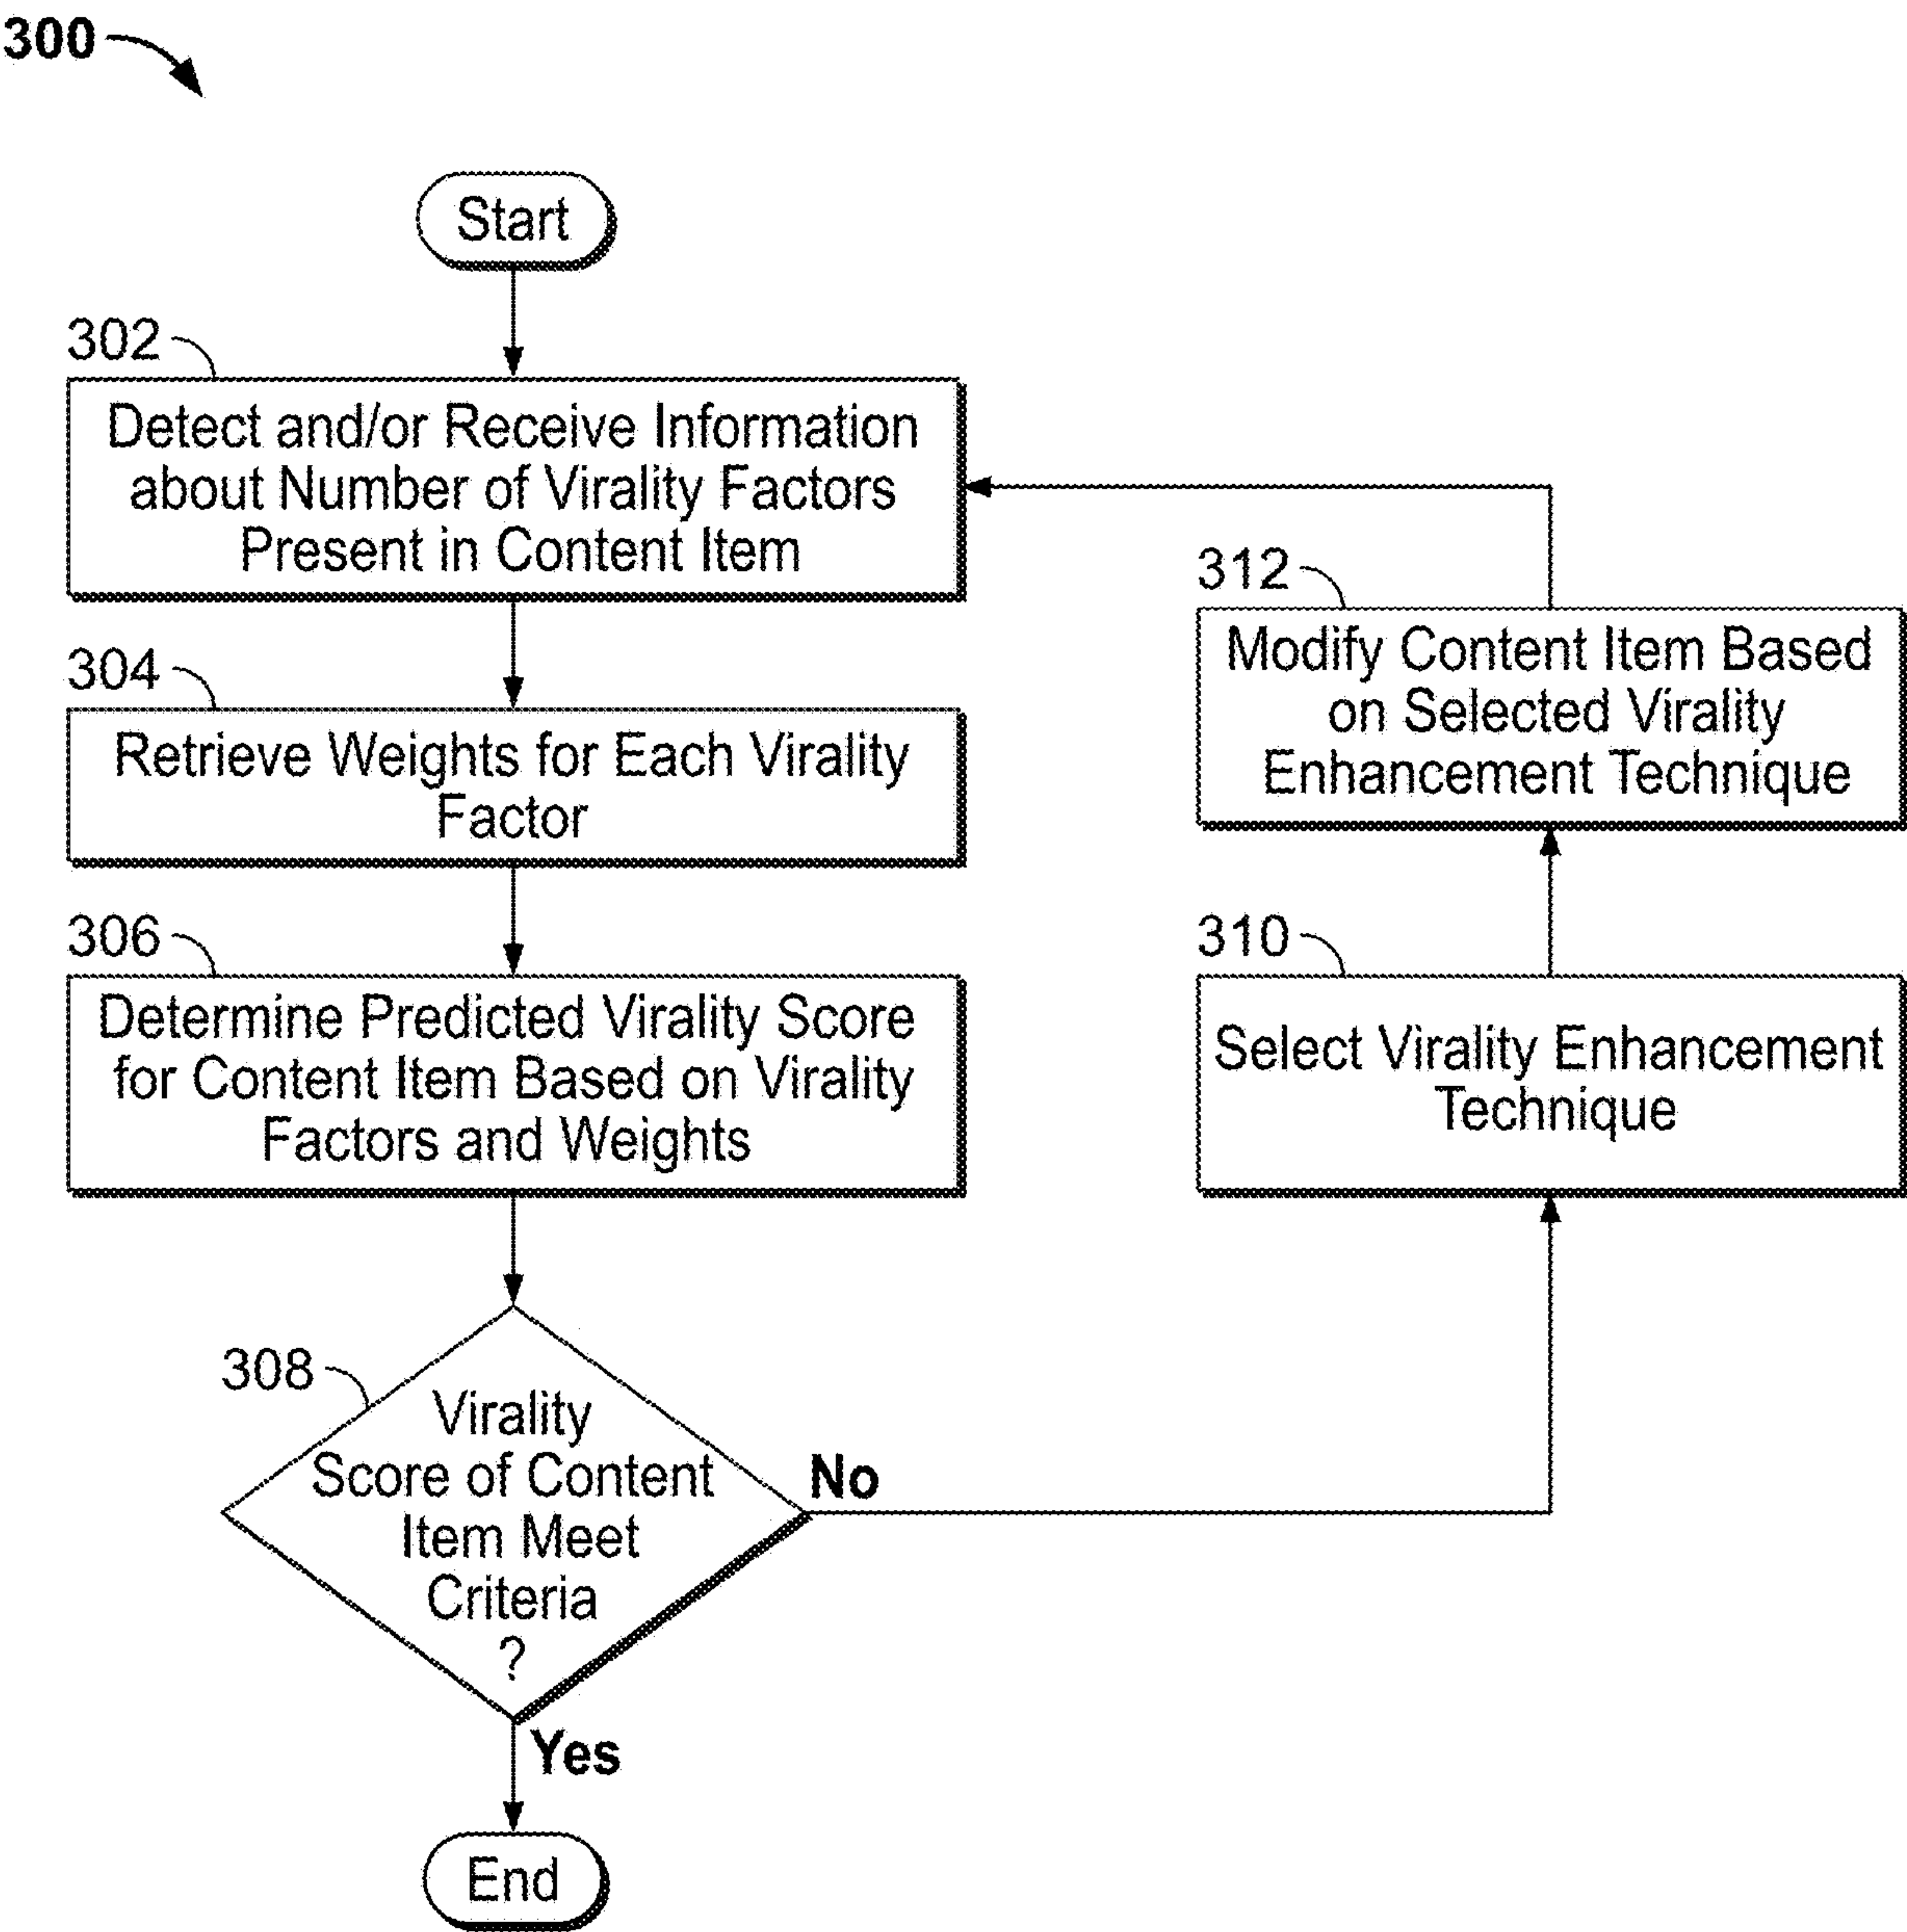 300
Start
302
Detect and/or Receive Information
about Number of Virality Factors
Present in Content Item
304
Retrieve Weights for Each Virality
Factor
306
Determine Predicted Virality Score
for Content Item Based on Virality
Factors and Weights
308
Virality
Score of Content
Item Meet
Criteria
?
No
Yes
End
310
Select Virality Enhancement
Technique
312
Modify Content Item Based
on Selected Virality
Enhancement Technique